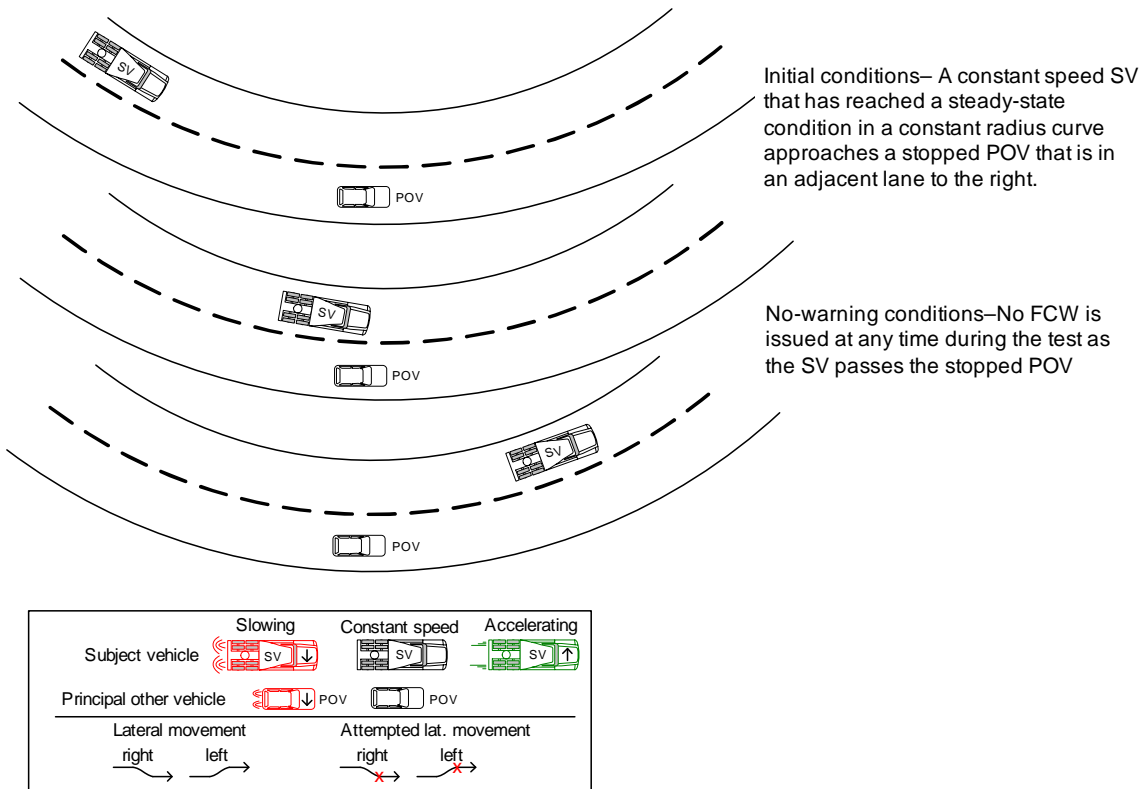 SV
POV
Initial conditions– A constant speed SV
that has reached a steady-state
condition in a constant radius curve
approaches a stopped POV that is in
an adjacent lane to the right.
SV
POV
No-warning conditions–No FCW is
issued at any time during the test as
the SV passes the stopped POV
SV
POV
Slowing Constant speed Accelerating
Subject vehicle SV SV SV
Principal other vehicle POV POV
Lateral movement Attempted lat. movement
right left right left